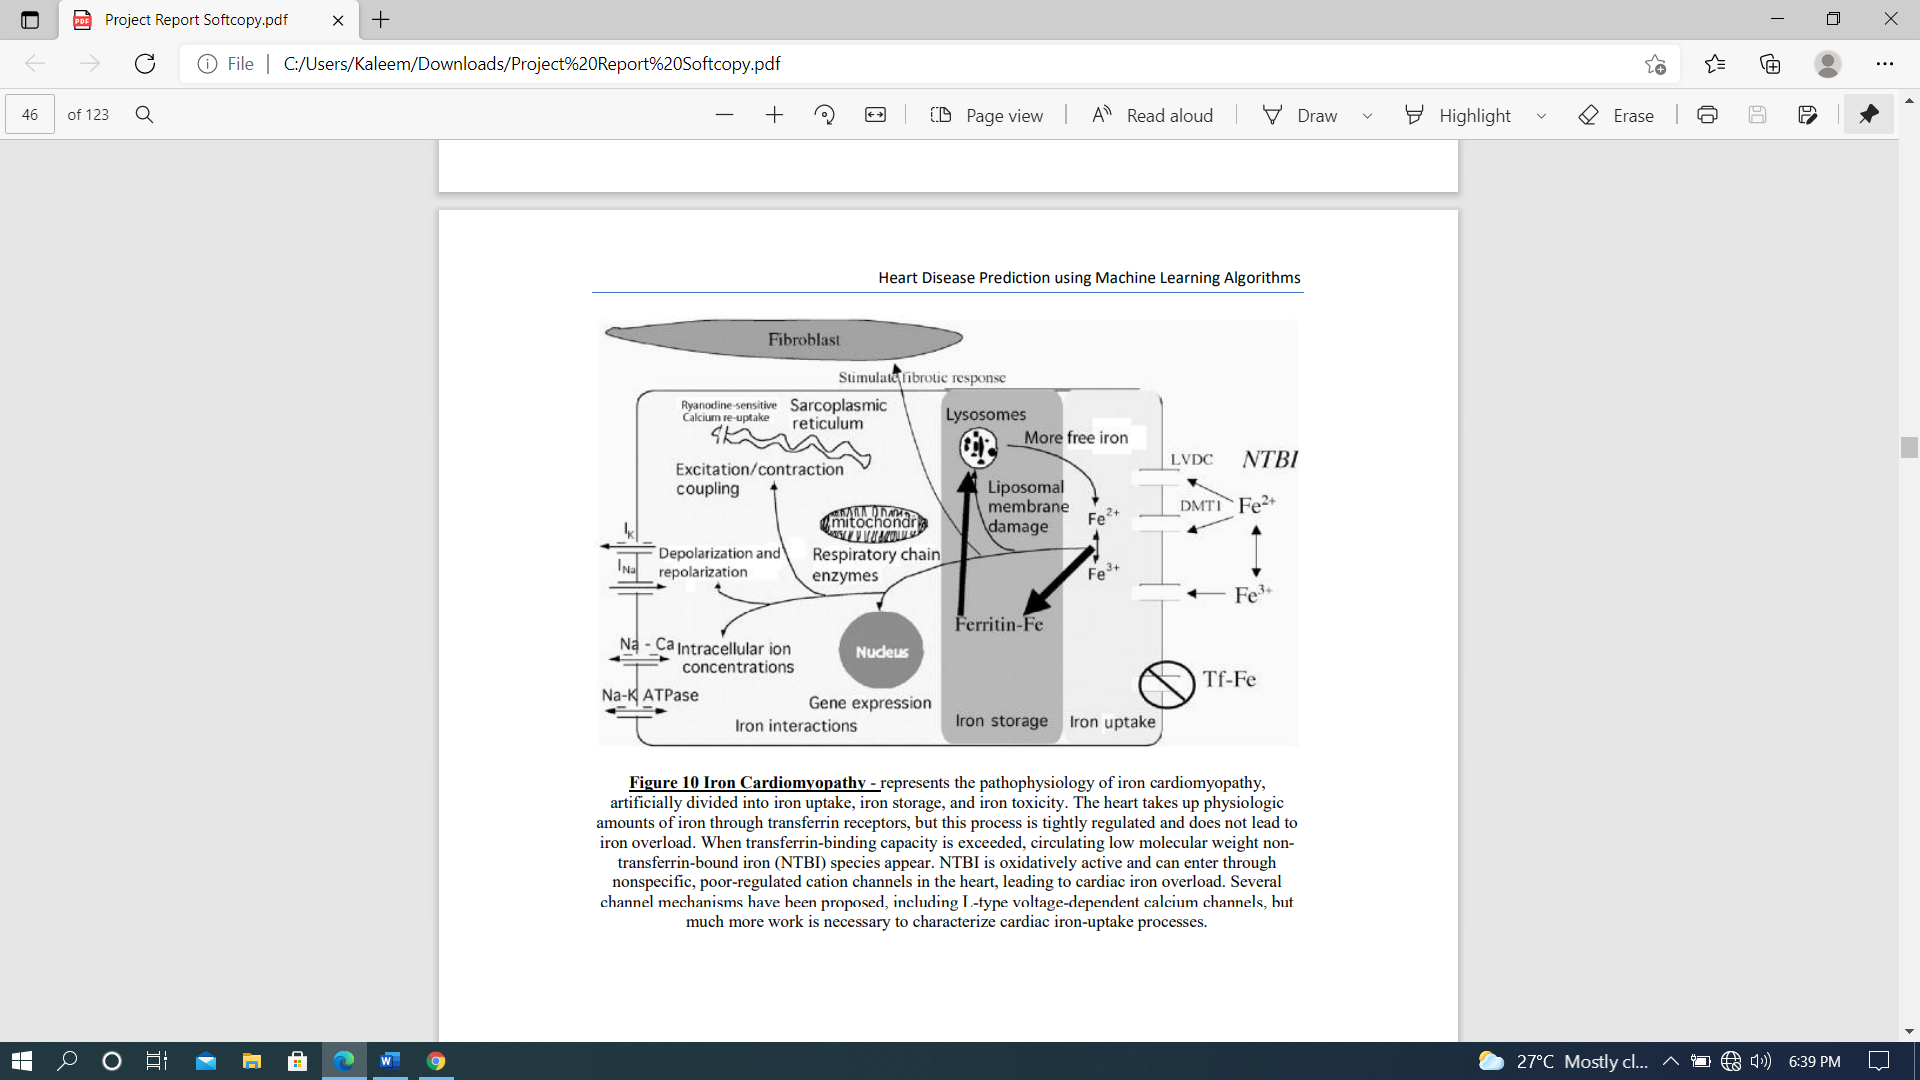 Project Report Softcopy.pdf
File
C:/Users/Kaleem/Downloads/Project%20Report%20Softcopy.pdf
46 of 123
Page view
Read aloud
Draw
Highlight
Erase
Heart Disease Prediction using Machine Learning Algorithms
Fibroblast
Stimulate fibrotic response
Ryanodine-sensitive
Calcium re-uptake
Sarcoplasmic
reticulum
Excitation/contraction
coupling
mitochondri
Respiratory chain
enzymes
IK
INa
Depolarization and
repolarization
Na - Ca
Intracellular ion
concentrations
Na-K ATPase
Nucleus
Gene expression
Iron interactions
Lysosomes
More free iron
Liposomal
membrane
damage
Fe2+
Fe3+
Ferritin-Fe
Iron storage
Iron uptake
LVDC
NTBI
DMT1
Fe2+
Fe3+
Tf-Fe
Figure 10 Iron Cardiomyopathy - represents the pathophysiology of iron cardiomyopathy,
artificially divided into iron uptake, iron storage, and iron toxicity. The heart takes up physiologic
amounts of iron through transferrin receptors, but this process is tightly regulated and does not lead to
iron overload. When transferrin-binding capacity is exceeded, circulating low molecular weight non-
transferrin-bound iron (NTBI) species appear. NTBI is oxidatively active and can enter through
nonspecific, poor-regulated cation channels in the heart, leading to cardiac iron overload. Several
channel mechanisms have been proposed, including L-type voltage-dependent calcium channels, but
much more work is necessary to characterize cardiac iron-uptake processes.
27°C Mostly cl...
6:39 PM